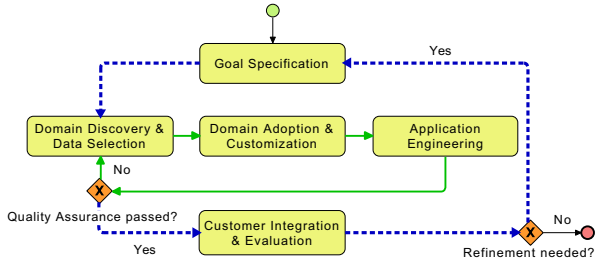 Yes
Goal Specification
Domain Discovery &
Data Selection
Domain Adoption &
Customization
Application
Engineering
No
X
Quality Assurance passed?
Yes
Customer Integration
& Evaluation
X
No
Refinement needed?